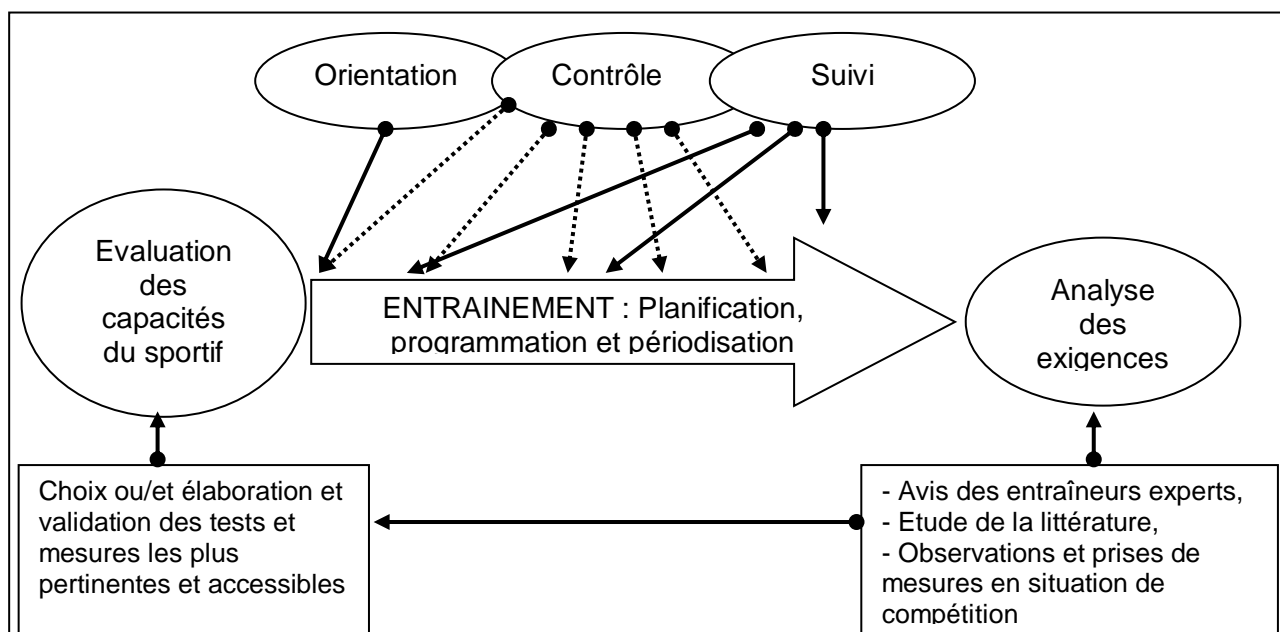 Orientation
Contrôle
Suivi
Evaluation
des
capacités
du sportif
ENTRAINEMENT : Planification,
programmation et périodisation
Analyse
des
exigences
Choix ou/et élaboration et
validation des tests et
mesures les plus
pertinentes et accessibles
- Avis des entraîneurs experts,
- Etude de la littérature,
- Observations et prises de
mesures en situation de
compétition